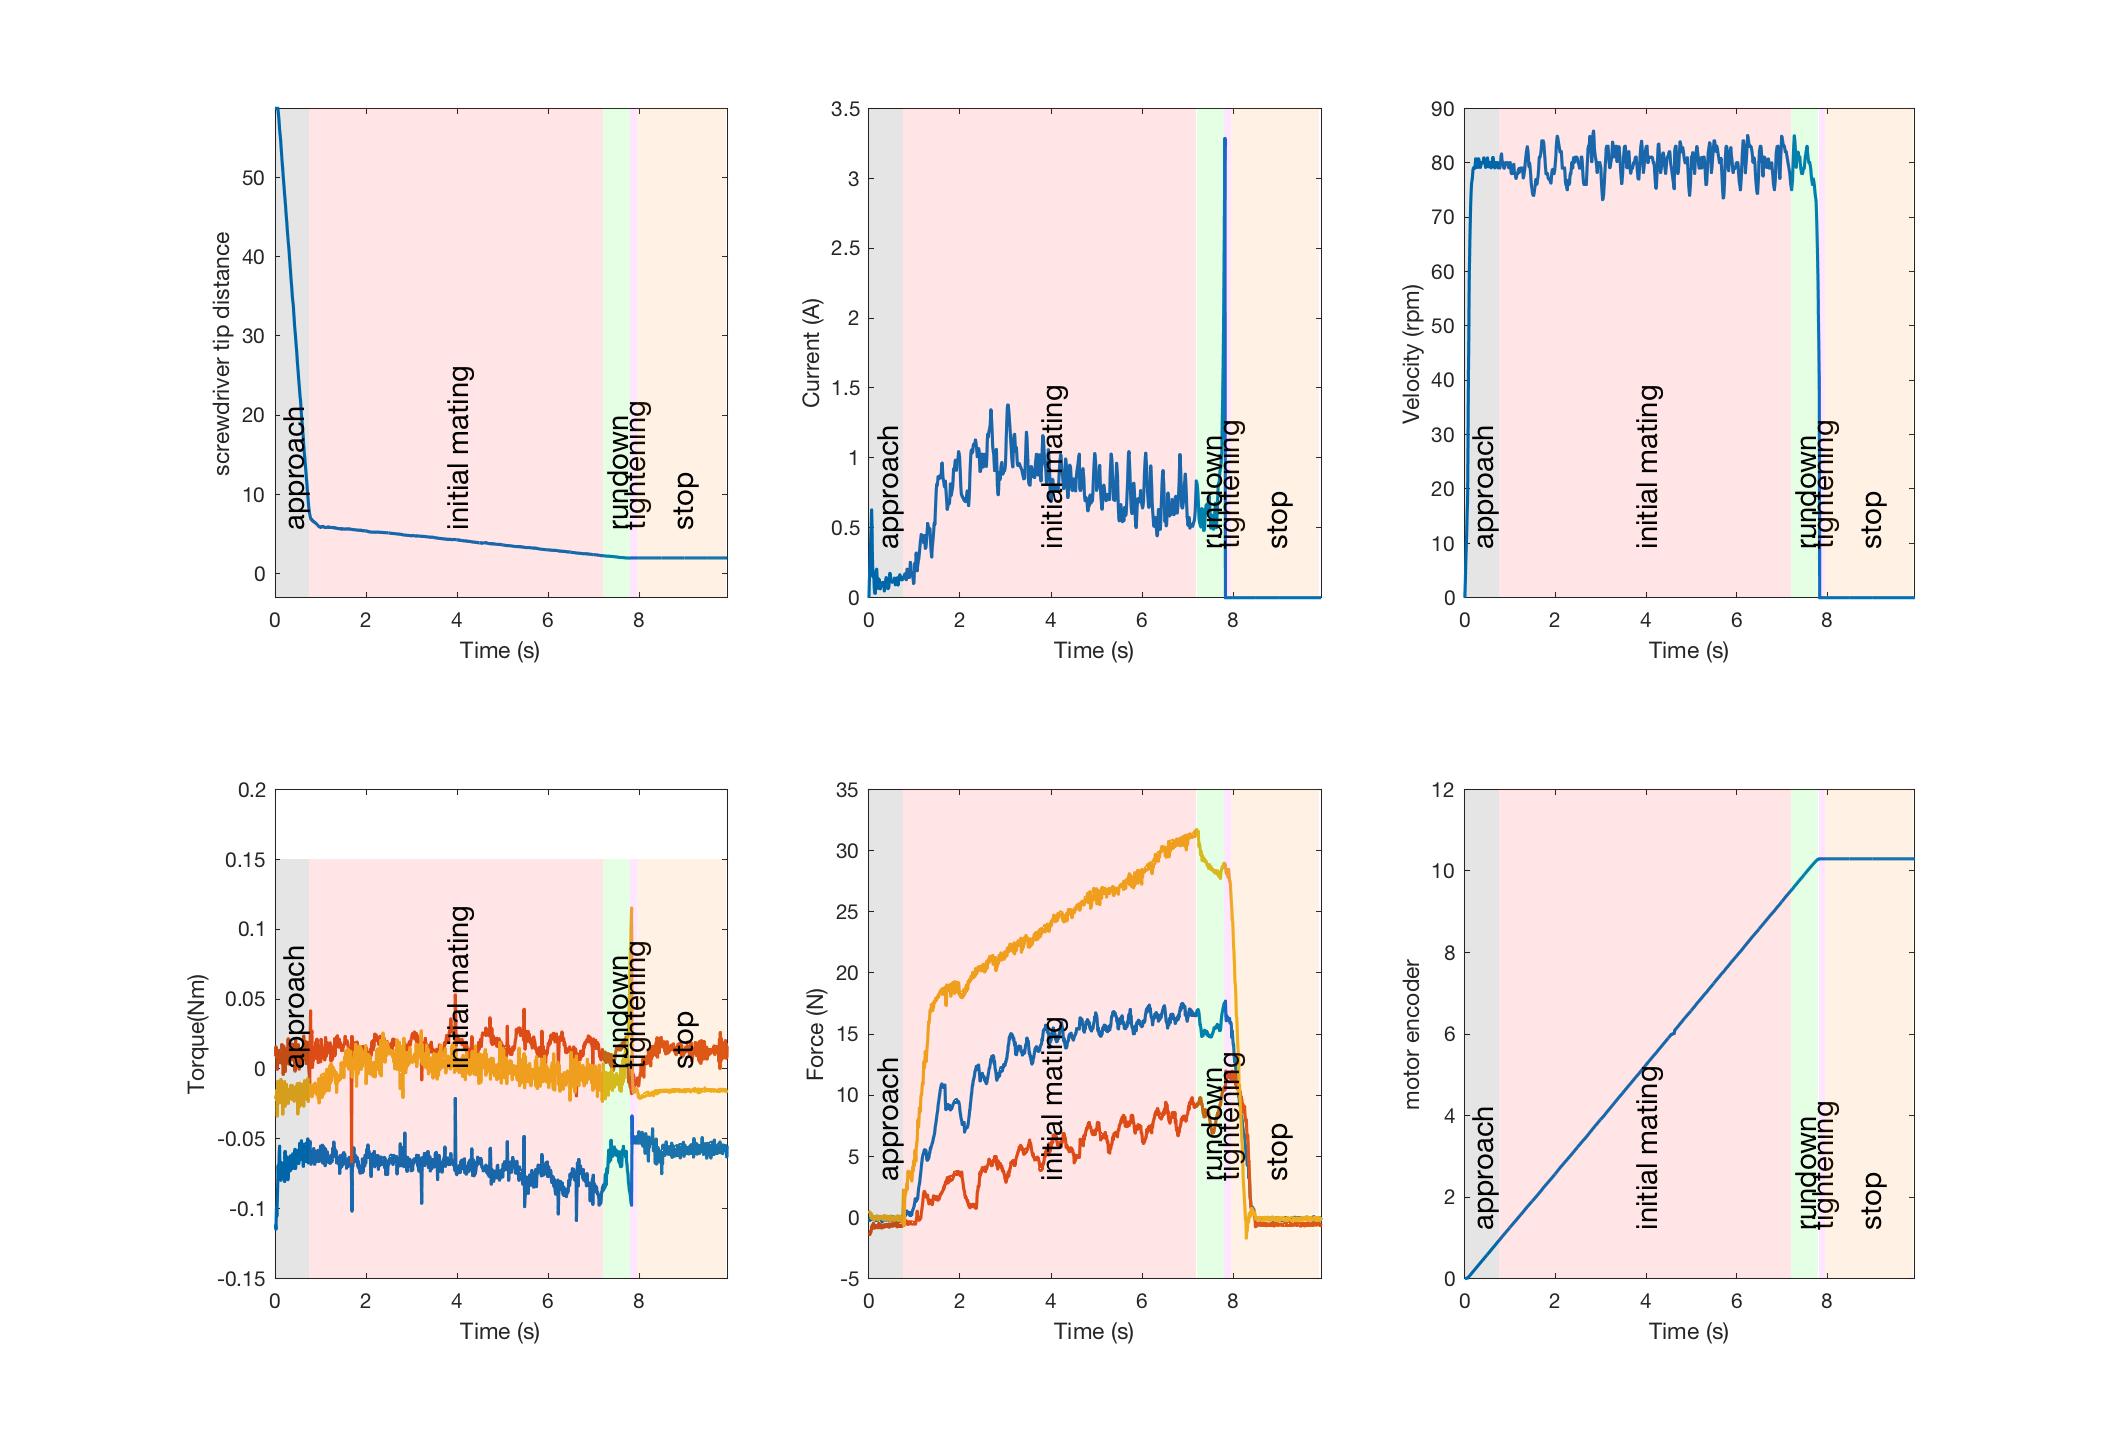 50
40
30
20
10
0
screwdriver tip distance
approach
initial mating
rundown
tightening
stop
0 2 4 6 8
Time (s)
3.5
3
2.5
2
1.5
1
0.5
0
Current (A)
approach
initial mating
rundown
tightening
stop
0 2 4 6 8
Time (s)
90
80
70
60
50
40
30
20
10
0
Velocity (rpm)
approach
initial mating
rundown
tightening
stop
0 2 4 6 8
Time (s)
0.2
0.15
0.1
0.05
0
-0.05
-0.1
-0.15
Torque(Nm)
approach
initial mating
rundown
tightening
stop
0 2 4 6 8
Time (s)
35
30
25
20
15
10
5
0
-5
Force (N)
approach
initial mating
rundown
tightening
stop
0 2 4 6 8
Time (s)
12
10
8
6
4
2
0
motor encoder
approach
initial mating
rundown
tightening
stop
0 2 4 6 8
Time (s)